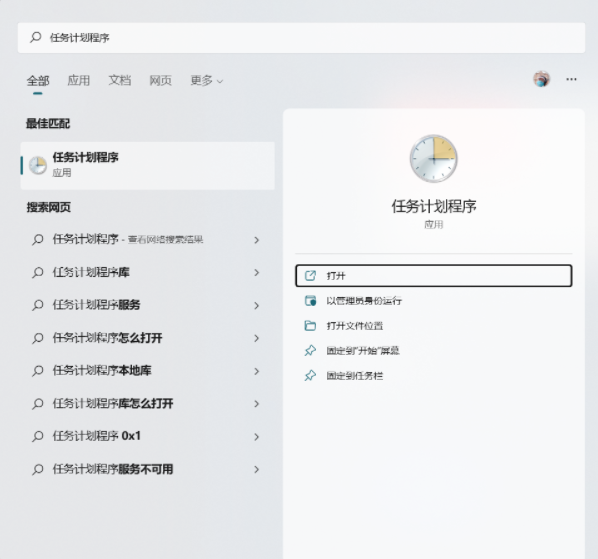 任务计划程序
全部 应用 文档 网页 更多
最佳匹配
任务计划程序
应用
搜索网页
任务计划程序 - 查看网络搜索结果
任务计划程序库
任务计划程序服务
任务计划程序怎么打开
任务计划程序本地库
任务计划程序库怎么打开
任务计划程序 0x1
任务计划程序服务不可用
任务计划程序
应用
打开
以管理员身份运行
打开文件位置
固定到"开始"屏幕
固定到任务栏